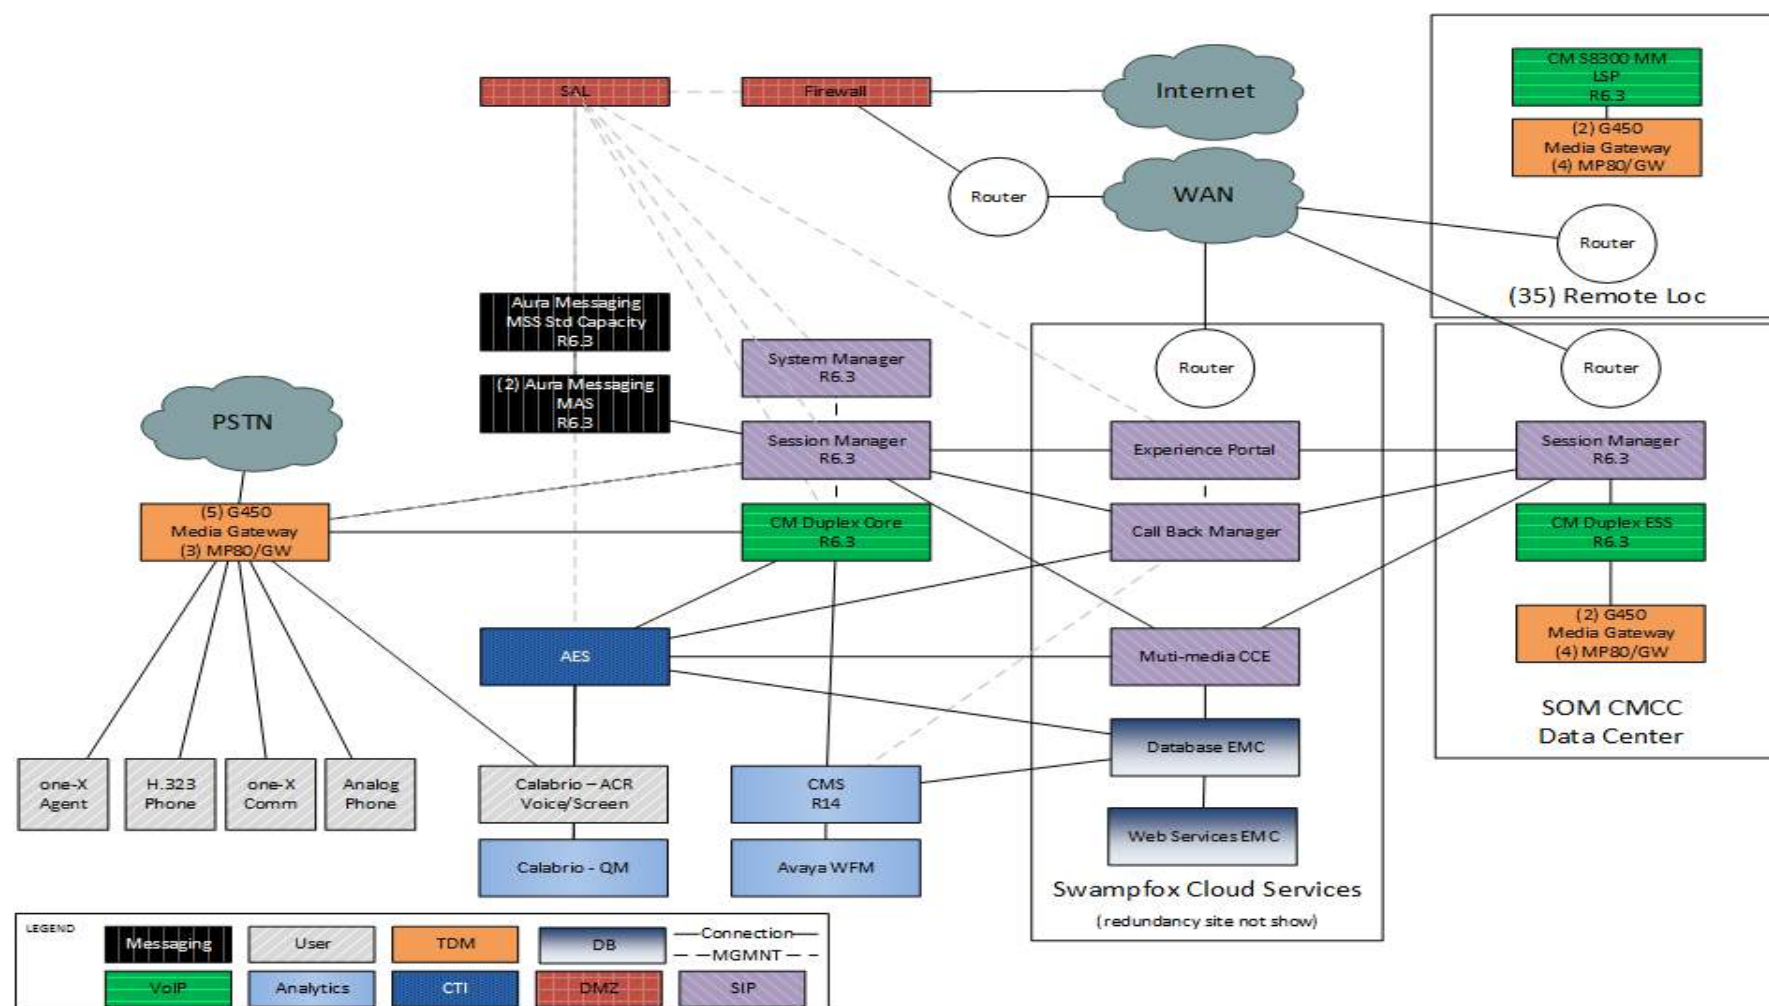 SAL
Firewall
Internet
CM S8300 MM
LSP
R6.3
(2) G450
Media Gateway
(4) MP80/GW
Router
WAN
Router
(35) Remote Loc
Aura Messaging
MSS Std Capacity
R6.3
System Manager
R6.3
Router
Router
(2) Aura Messaging
MAS
R6.3
PSTN
Session Manager
R6.3
Experience Portal
Session Manager
R6.3
(5) G450
Media Gateway
(3) MP80/GW
CM Duplex Core
R6.3
Call Back Manager
CM Duplex ESS
R6.3
(2) G450
Media Gateway
(4) MP80/GW
AES
Muti-media CCE
SOM CMCC
Data Center
Database EMC
one-X
Agent
H.323
Phone
one-X
Comm
Analog
Phone
Calabrio – ACR
Voice/Screen
CMS
R14
Web Services EMC
Calabrio - QM
Avaya WFM
Swampfox Cloud Services
(redundancy site not show)
LEGEND
Messaging
User
TDM
DB
Connection
MGMNT
VoIP
Analytics
CTI
DMZ
SIP